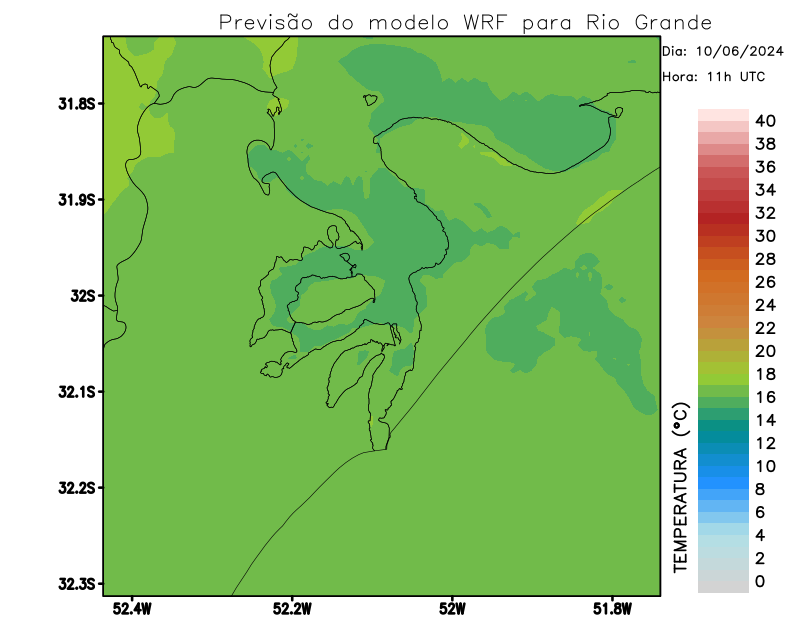 Previsão do modelo WRF para Rio Grande
Dia: 10/06/2024
Hora: 11h UTC
31.8S
31.9S
32S
32.1S
32.2S
32.3S
52.4W
52.2W
52W
51.8W
TEMPERATURA (°C)
40
38
36
34
32
30
28
26
24
22
20
18
16
14
12
10
8
6
4
2
0